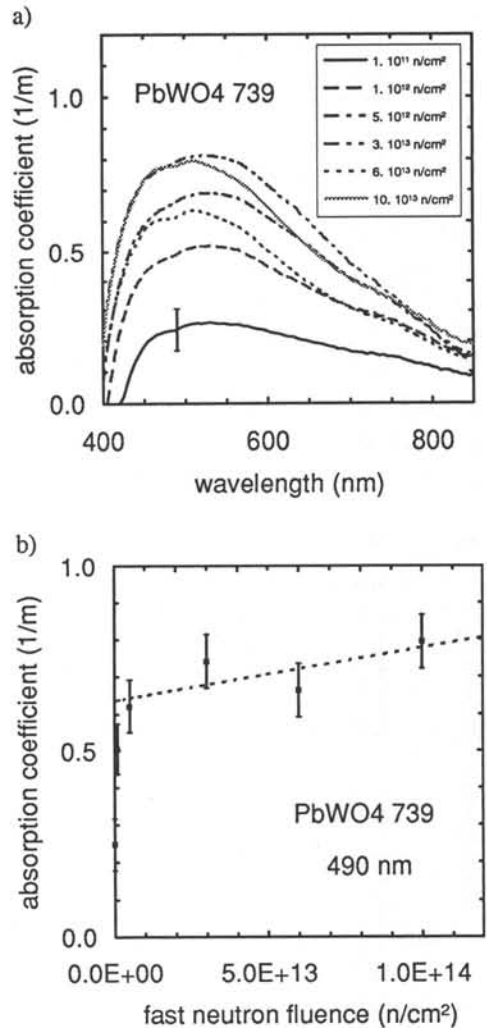 a)
absorption coefficient (1/m)
1.0
0.5
0.0
PbWO4 739
1. 10¹¹ n/cm²
1. 10¹² n/cm²
5. 10¹² n/cm²
3. 10¹³ n/cm²
6. 10¹³ n/cm²
10. 10¹³ n/cm²
400 600 800
wavelength (nm)
b)
absorption coefficient (1/m)
1.0
0.5
0.0
PbWO4 739
490 nm
0.0E+00 5.0E+13 1.0E+14
fast neutron fluence (n/cm²)